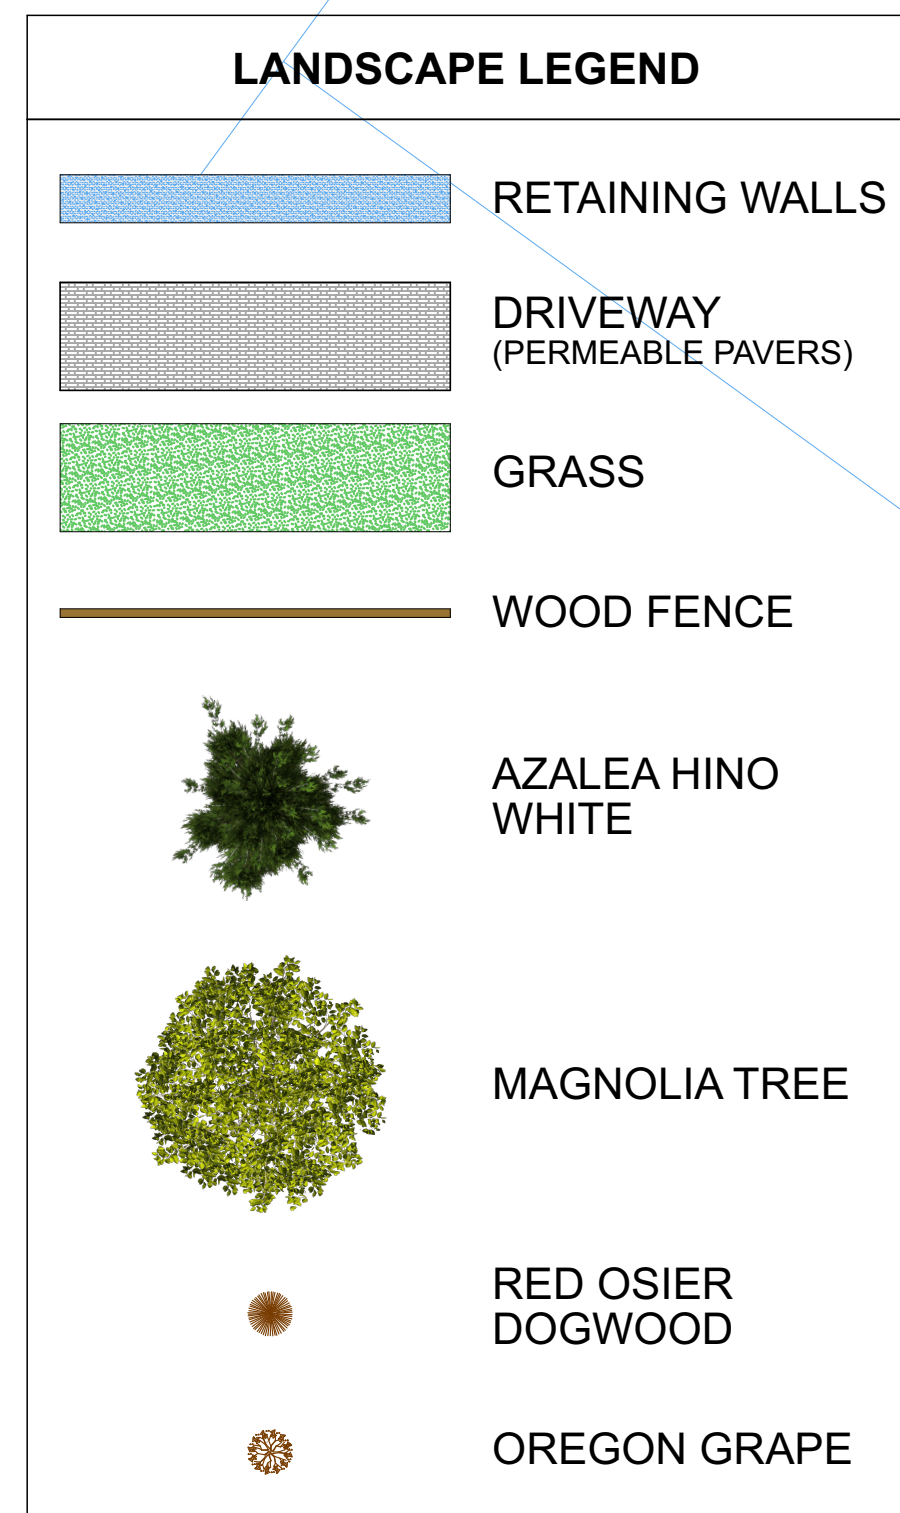 LANDSCAPE LEGEND
RETAINING WALLS
DRIVEWAY
(PERMEABLE PAVERS)
GRASS
WOOD FENCE
AZALEA HINO
WHITE
MAGNOLIA TREE
RED OSIER
DOGWOOD
OREGON GRAPE